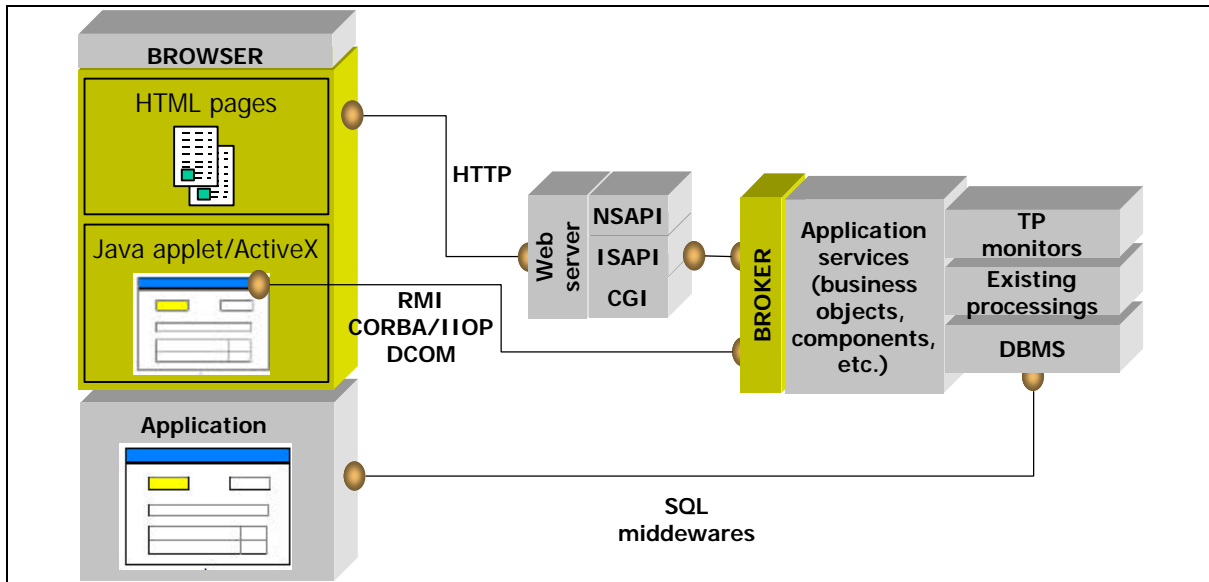 BROWSER
HTML pages
Java applet/ActiveX
Application
HTTP
RMI
CORBA/IIOP
DCOM
Web
server
NSAPI
ISAPI
CGI
BROKER
Application
services
(business
objects,
components,
etc.)
TP
monitors
Existing
processings
DBMS
SQL
middewares